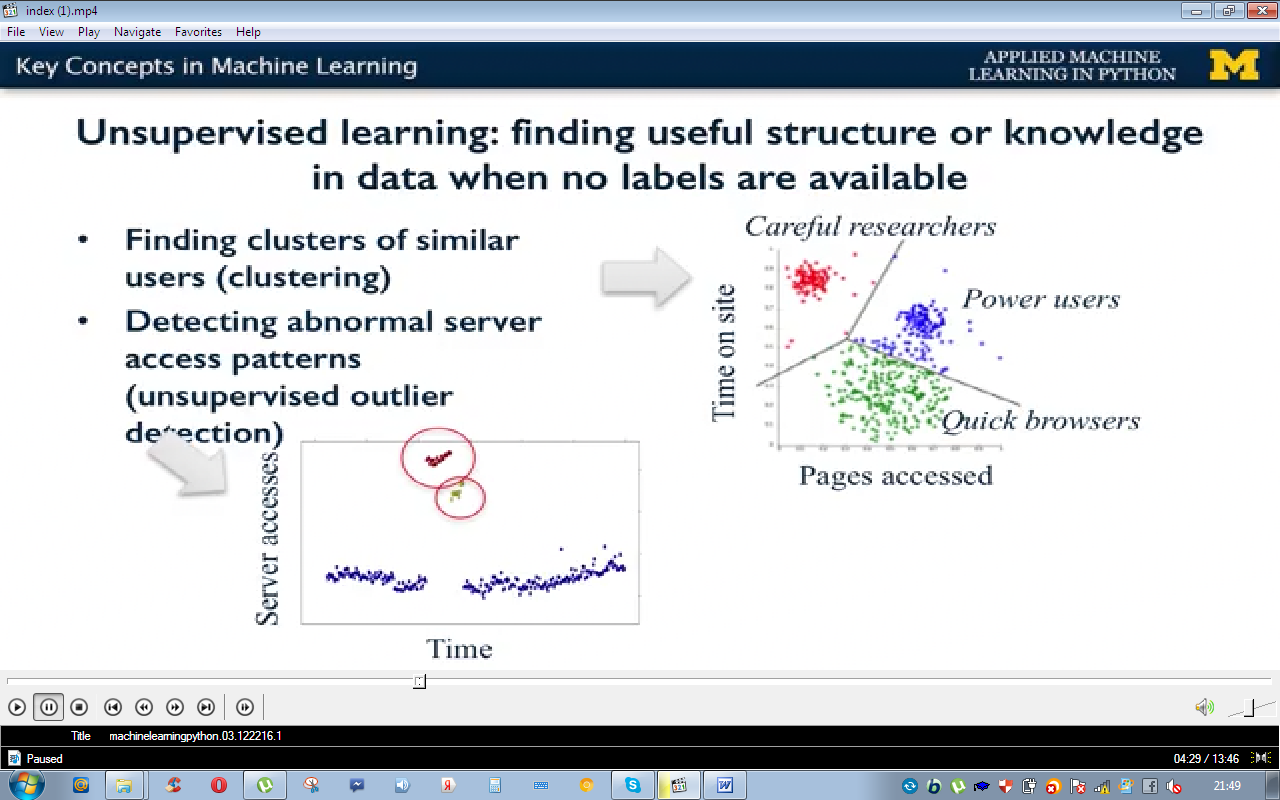 index (1).mp4
File View Play Navigate Favorites Help
Key Concepts in Machine Learning
APPLIED MACHINE
LEARNING IN PYTHON
M
Unsupervised learning: finding useful structure or knowledge
in data when no labels are available
• Finding clusters of similar
users (clustering)
• Detecting abnormal server
access patterns
(unsupervised outlier
detection)
Careful researchers
Power users
Quick browsers
Time on site
Pages accessed
Server accesses
Time
Title machinelearningpython.03.122216.1
Paused
04:29 / 13:46
21:49